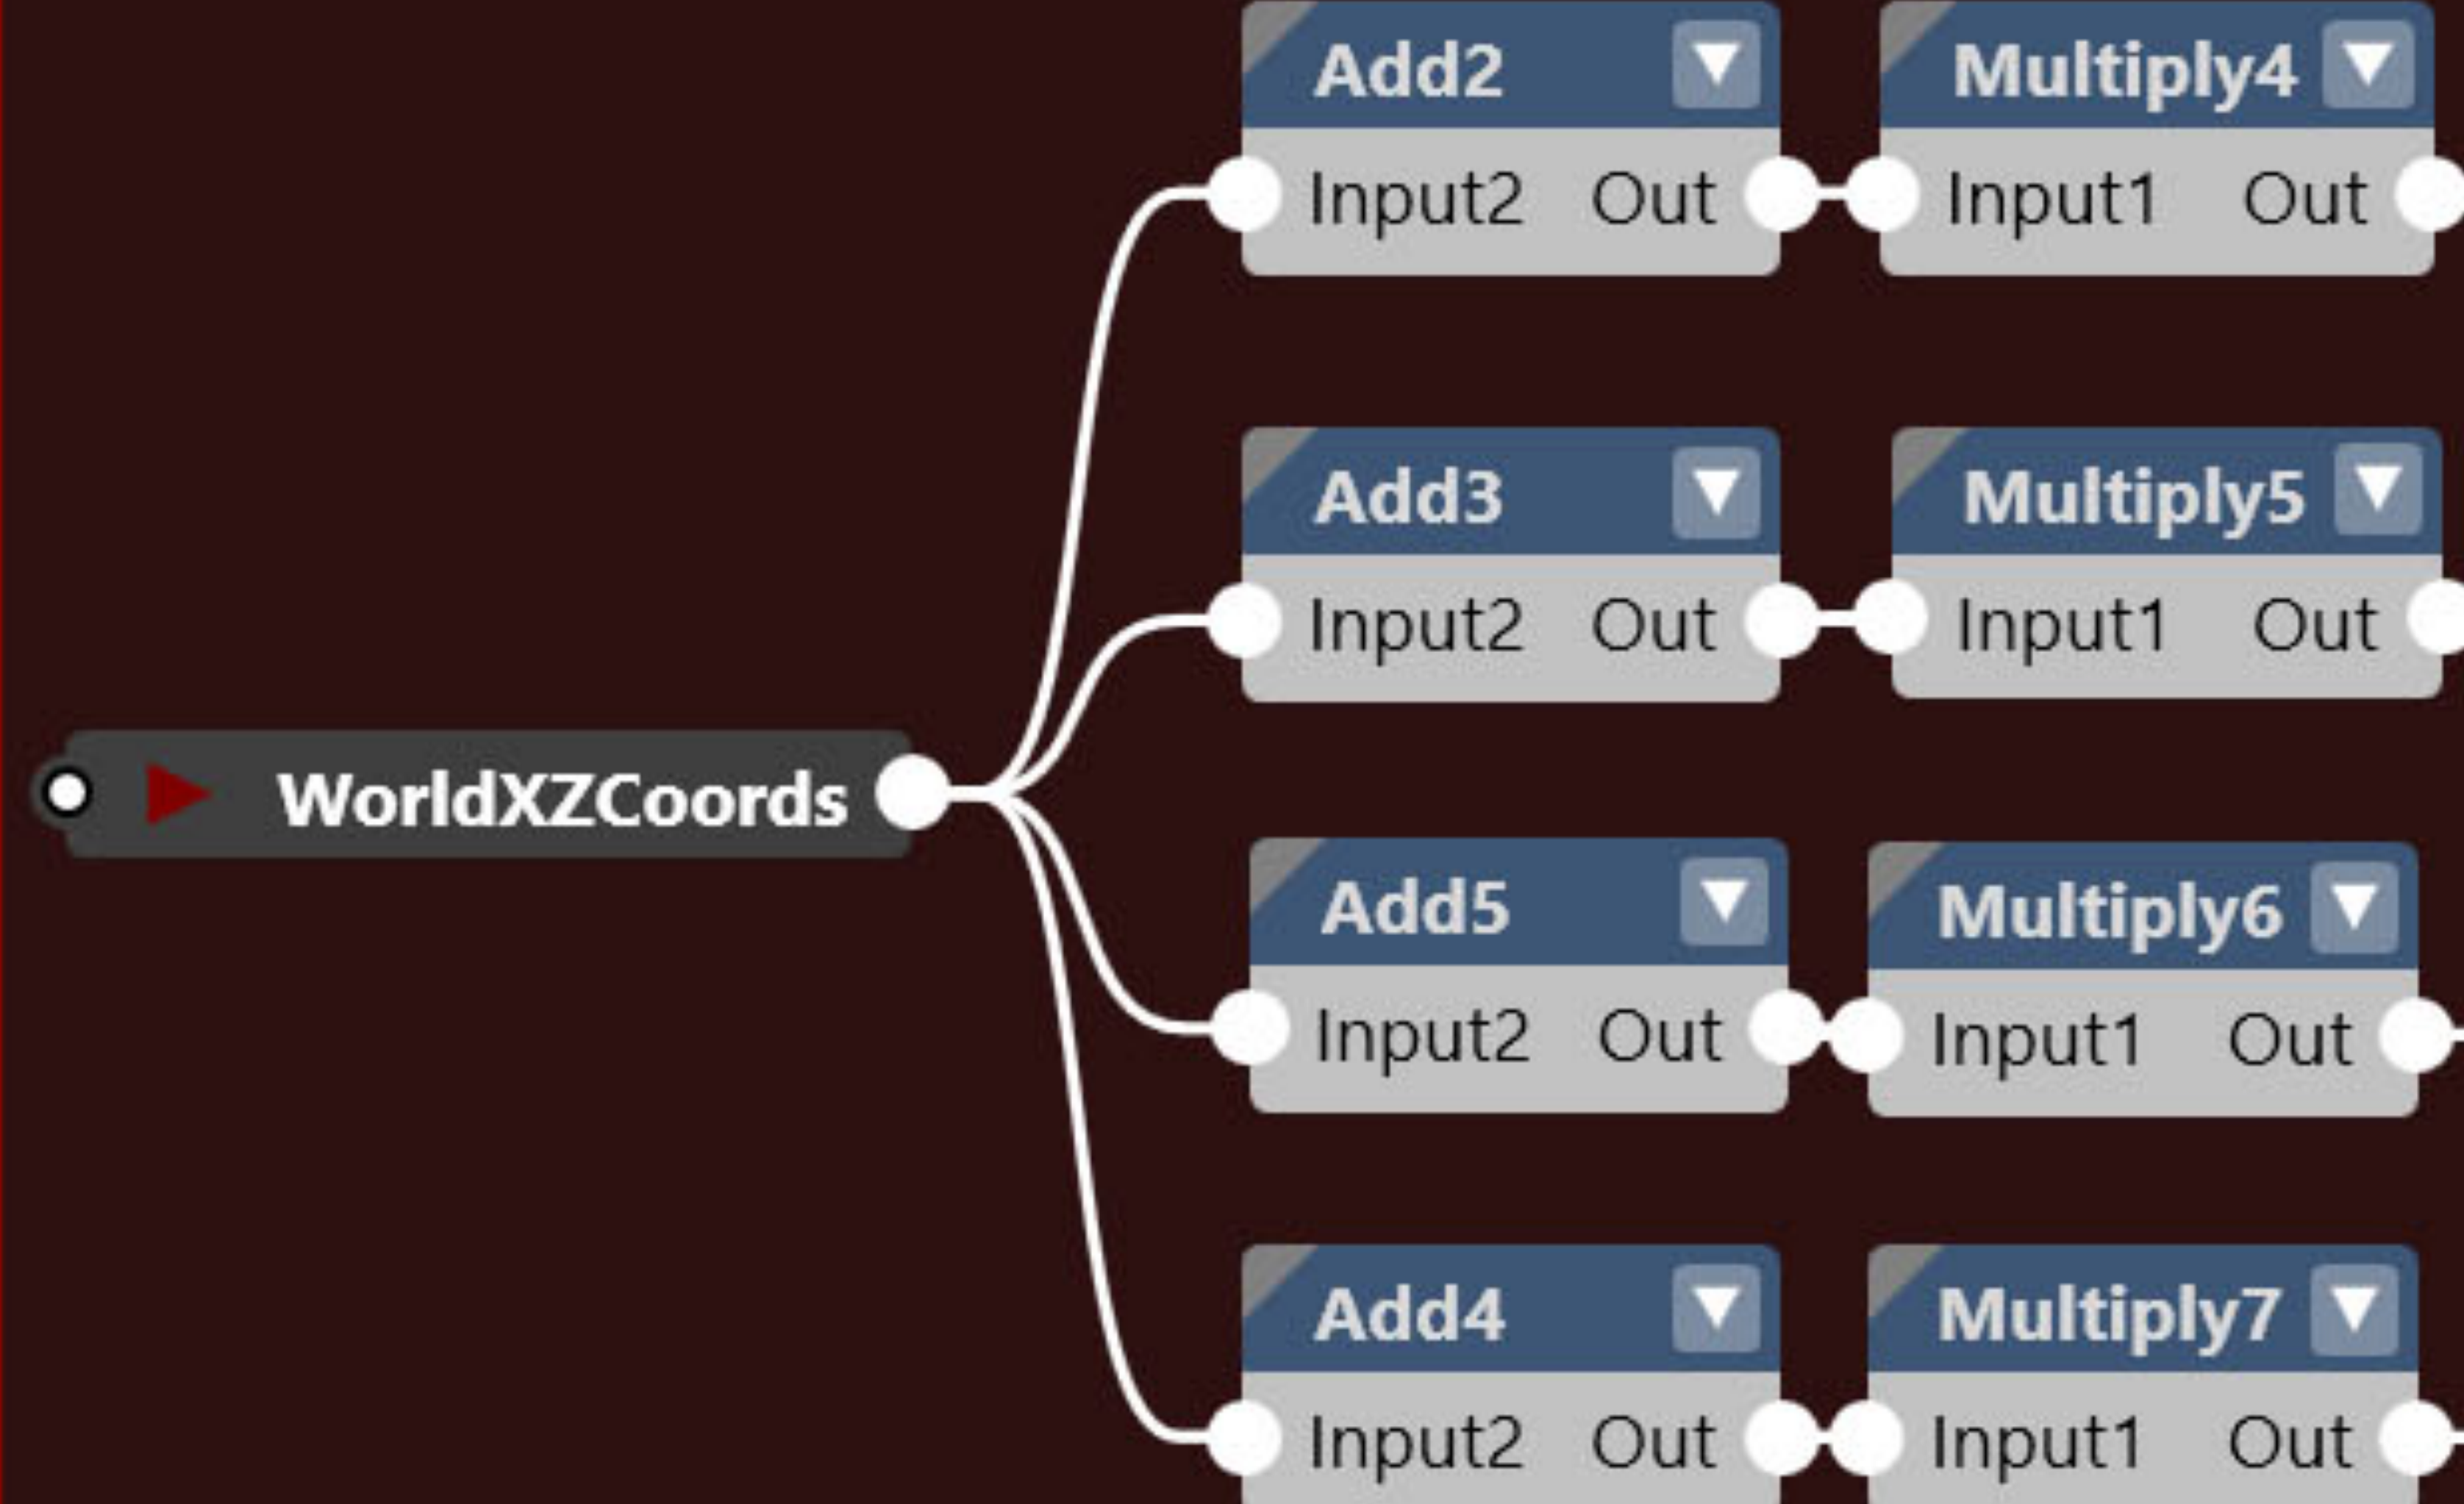 Add2 Multiply4
Input2 Out Input1 Out
Add3 Multiply5
Input2 Out Input1 Out
WorldXZCoords
Add5 Multiply6
Input2 Out Input1 Out
Add4 Multiply7
Input2 Out Input1 Out